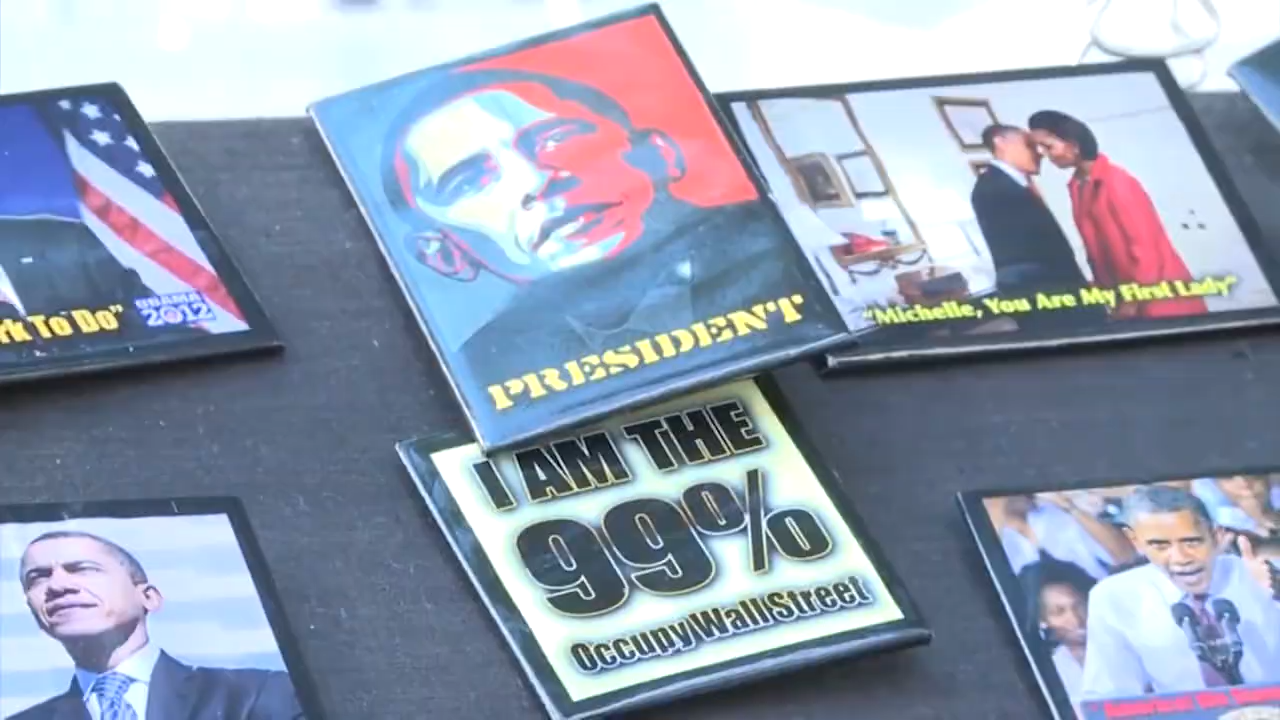 rk To Do"
OBAMA
2012
PRESIDENT
"Michelle, You Are My First Lady"
I AM THE
99%
OccupyWallStreet